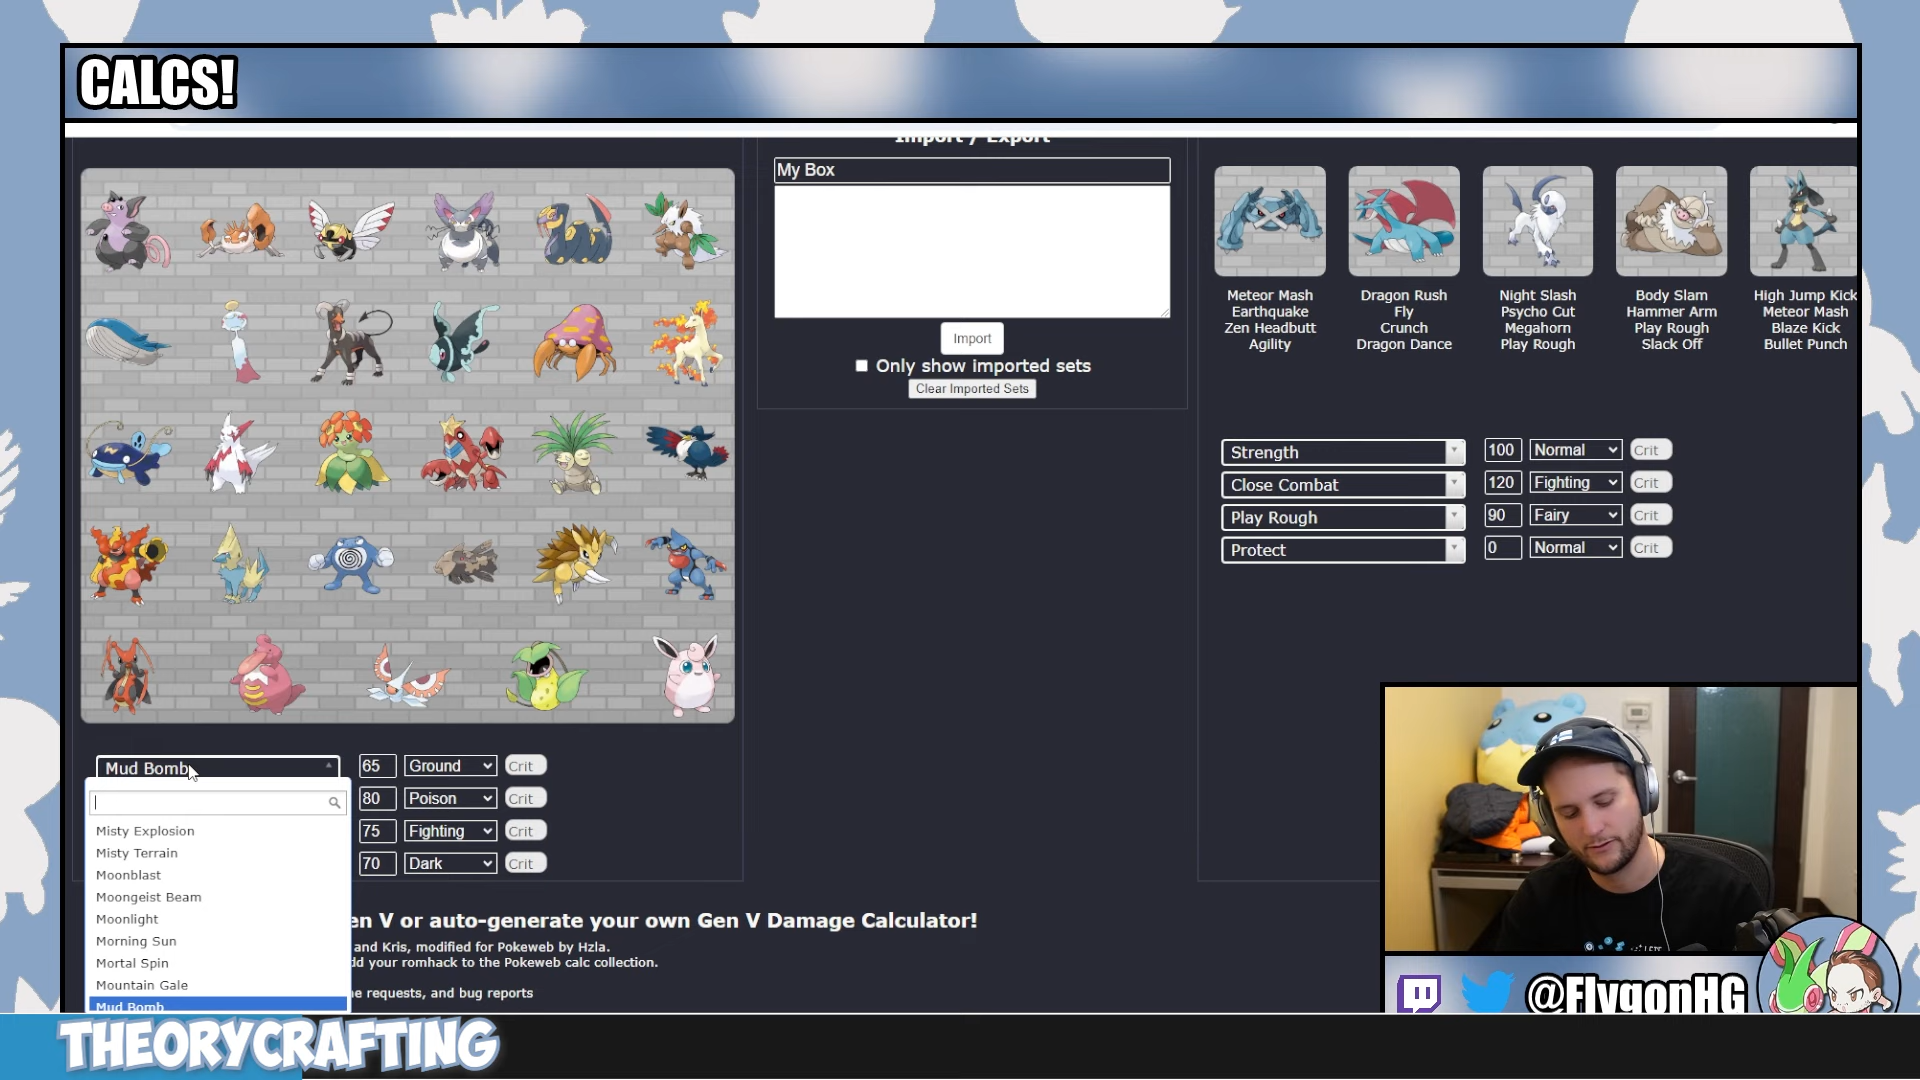 CALCS!
Import / Export
My Box
Import
Only show imported sets
Clear Imported Sets
Meteor Mash
Earthquake
Zen Headbutt
Agility
Dragon Rush
Fly
Crunch
Dragon Dance
Night Slash
Psycho Cut
Megahorn
Play Rough
Body Slam
Hammer Arm
Play Rough
Slack Off
High Jump Kick
Meteor Mash
Blaze Kick
Bullet Punch
Strength 100 Normal Crit
Close Combat 120 Fighting Crit
Play Rough 90 Fairy Crit
Protect 0 Normal Crit
Mud Bomb 65 Ground Crit
80 Poison Crit
75 Fighting Crit
70 Dark Crit
Misty Explosion
Misty Terrain
Moonblast
Moongeist Beam
Moonlight
Morning Sun
Mortal Spin
Mountain Gale
Mud Bomb
en V or auto-generate your own Gen V Damage Calculator!
and Kris, modified for Pokeweb by Hzla.
dd your romhack to the Pokeweb calc collection.
e requests, and bug reports
@FlygonHG
THEORYCRAFTING